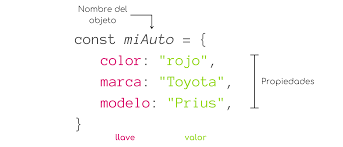 Nombre del
objeto
const miAuto = {
color: "rojo",
marca: "Toyota",
modelo: "Prius",
}
Propiedades
llave valor